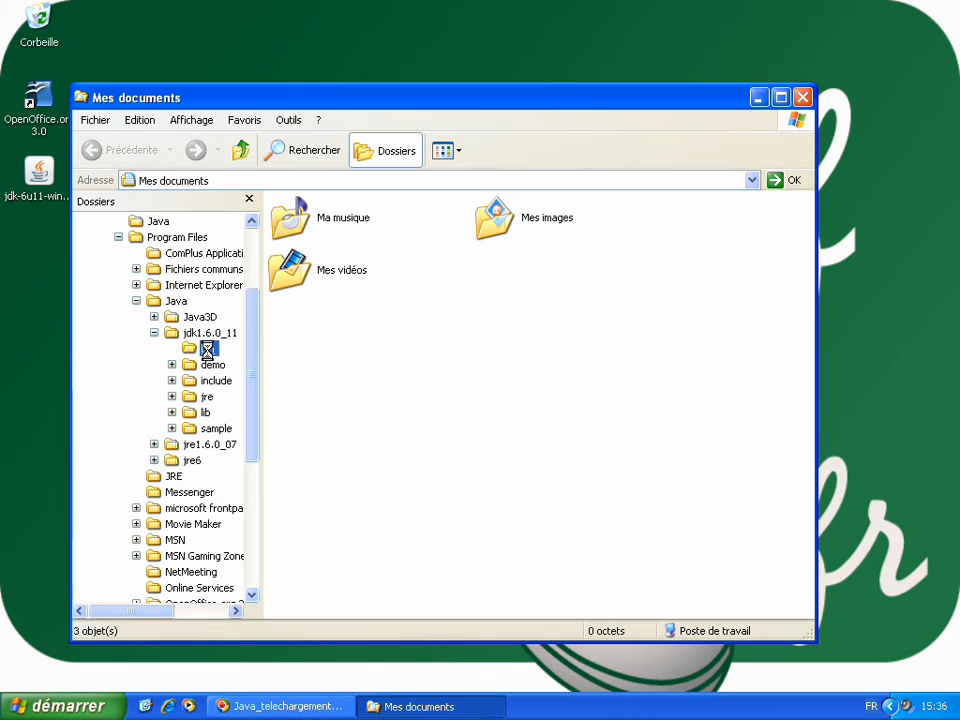 Corbeille
OpenOffice.or
3.0
jdk-6u11-win...
Mes documents
Fichier Edition Affichage Favoris Outils ?
Précédente Rechercher Dossiers
Adresse Mes documents OK
Dossiers
Java
Program Files
ComPlus Applicati
Fichiers communs
Internet Explorer
Java
Java3D
jdk1.6.0_11
demo
include
jre
lib
sample
jre1.6.0_07
jre6
JRE
Messenger
microsoft frontpa
Movie Maker
MSN
MSN Gaming Zone
NetMeeting
Online Services
Ma musique
Mes images
Mes vidéos
3 objet(s) 0 octets Poste de travail
démarrer Java_telechargement... Mes documents FR 15:36